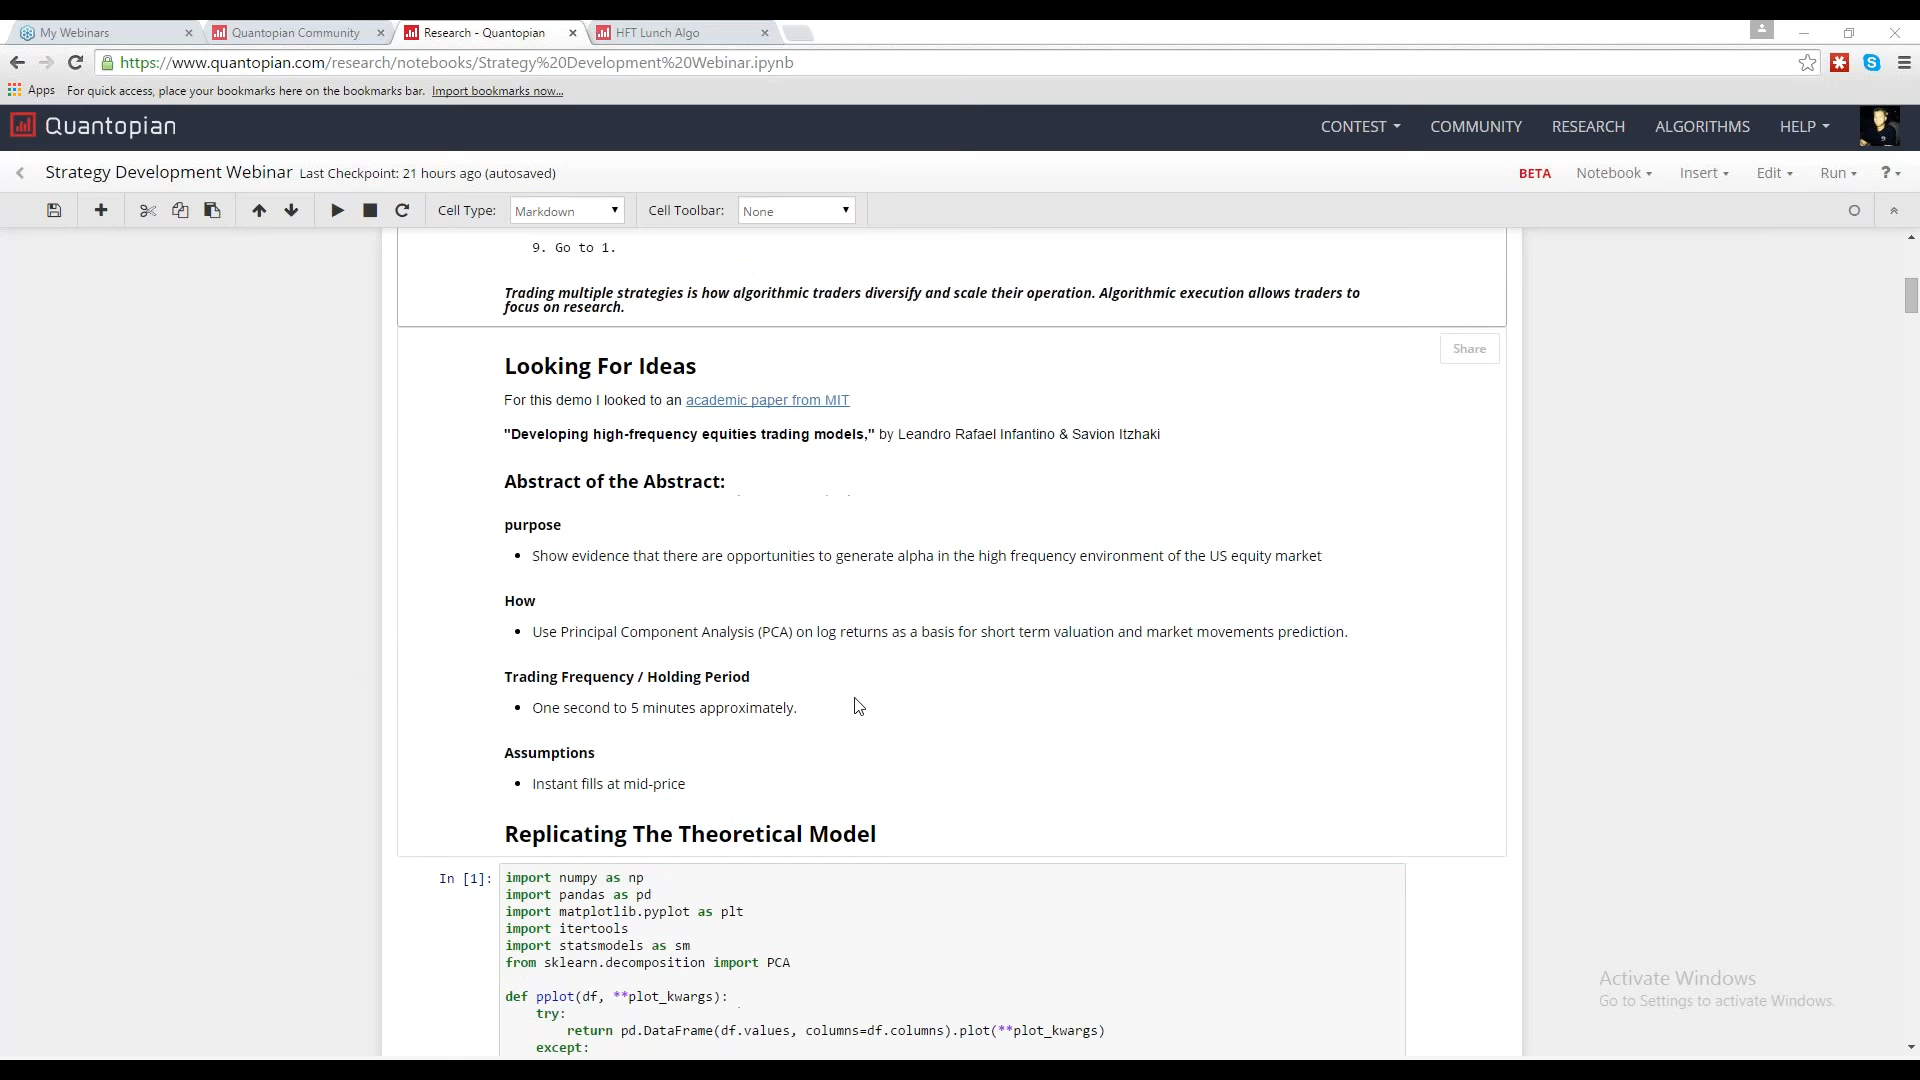 My Webinars
Quantopian Community
Research - Quantopian
HFT Lunch Algo
https://www.quantopian.com/research/notebooks/Strategy%20Development%20Webinar.ipynb
Apps For quick access, place your bookmarks here on the bookmarks bar. Import bookmarks now...
Quantopian
CONTEST COMMUNITY RESEARCH ALGORITHMS HELP
Strategy Development Webinar Last Checkpoint: 21 hours ago (autosaved)
BETA Notebook Insert Edit Run ?
Cell Type: Markdown Cell Toolbar: None
9. Go to 1.
Trading multiple strategies is how algorithmic traders diversify and scale their operation. Algorithmic execution allows traders to
focus on research.
Share
Looking For Ideas
For this demo I looked to an academic paper from MIT
"Developing high-frequency equities trading models," by Leandro Rafael Infantino & Savion Itzhaki
Abstract of the Abstract:
purpose
• Show evidence that there are opportunities to generate alpha in the high frequency environment of the US equity market
How
• Use Principal Component Analysis (PCA) on log returns as a basis for short term valuation and market movements prediction.
Trading Frequency / Holding Period
• One second to 5 minutes approximately.
Assumptions
• Instant fills at mid-price
Replicating The Theoretical Model
In [1]:
import numpy as np
import pandas as pd
import matplotlib.pyplot as plt
import itertools
import statsmodels as sm
from sklearn.decomposition import PCA
def pplot(df, **plot_kwargs):
try:
return pd.DataFrame(df.values, columns=df.columns).plot(**plot_kwargs)
except:
Activate Windows
Go to Settings to activate Windows.